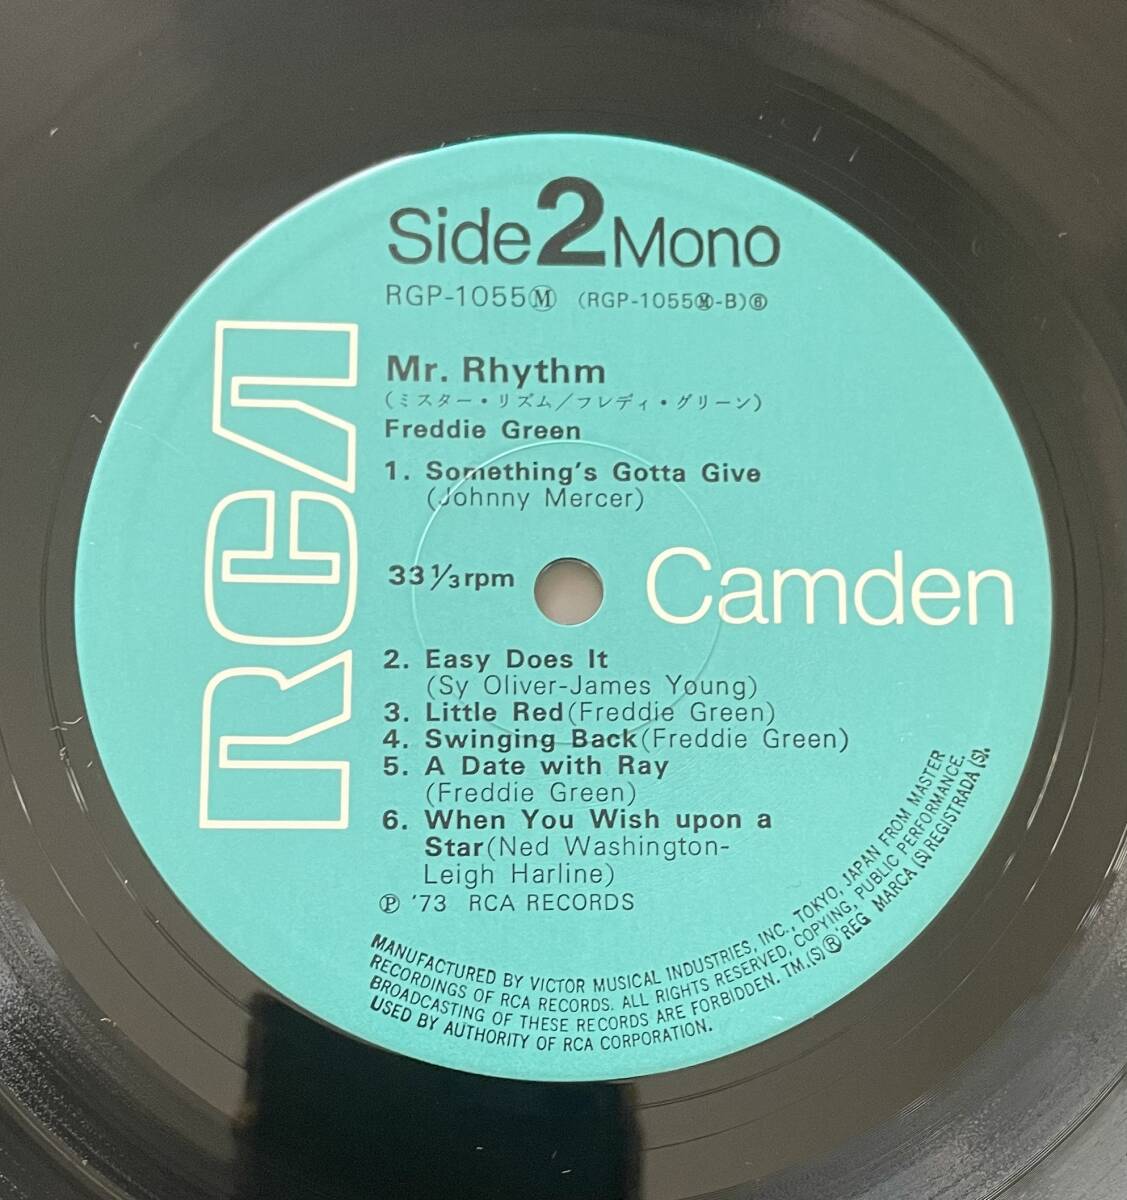 Side 2 Mono
RGP-1055Ⓜ (RGP-1055Ⓜ-B)⑥
Mr. Rhythm
(ミスター・リズム/フレディ・グリーン)
Freddie Green
1. Something's Gotta Give
(Johnny Mercer)
33 1/3 rpm
RCA
Camden
2. Easy Does It
(Sy Oliver-James Young)
3. Little Red (Freddie Green)
4. Swinging Back (Freddie Green)
5. A Date with Ray
(Freddie Green)
6. When You Wish upon a
Star (Ned Washington-
Leigh Harline)
Ⓟ '73 RCA RECORDS
MANUFACTURED BY VICTOR MUSICAL INDUSTRIES, INC., TOKYO, JAPAN FROM MASTER
RECORDINGS OF RCA RECORDS. ALL RIGHTS RESERVED, COPYING, PUBLIC PERFORMANCE.
BROADCASTING OF THESE RECORDS ARE FORBIDDEN. TM.(S)® REG MARCA (S) REGISTRADA (S).
USED BY AUTHORITY OF RCA CORPORATION.